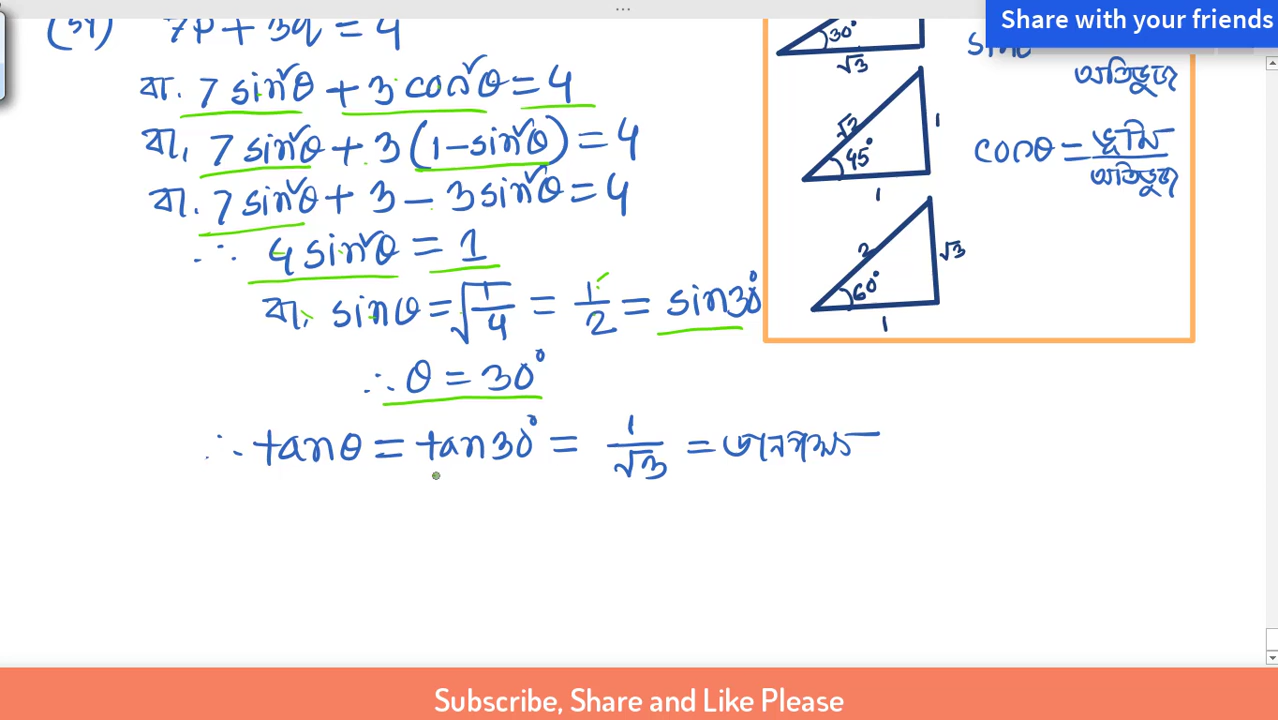 Share with your friends
(গ) 7p + 3q = 4
বা, 7 sin²θ + 3 cos²θ = 4
বা, 7 sin²θ + 3 (1 – sin²θ) = 4
বা, 7 sin²θ + 3 – 3 sin²θ = 4
∴ 4 sin²θ = 1
বা, sinθ = √(1/4) = 1/2 = sin30°
∴ θ = 30°
∴ tanθ = tan30° = 1/√3 = ডানপক্ষ
30°
√3
√2
1
45°
1
2
√3
60°
1
অতিভুজ
cosθ = ভূমি/অতিভুজ
Subscribe, Share and Like Please